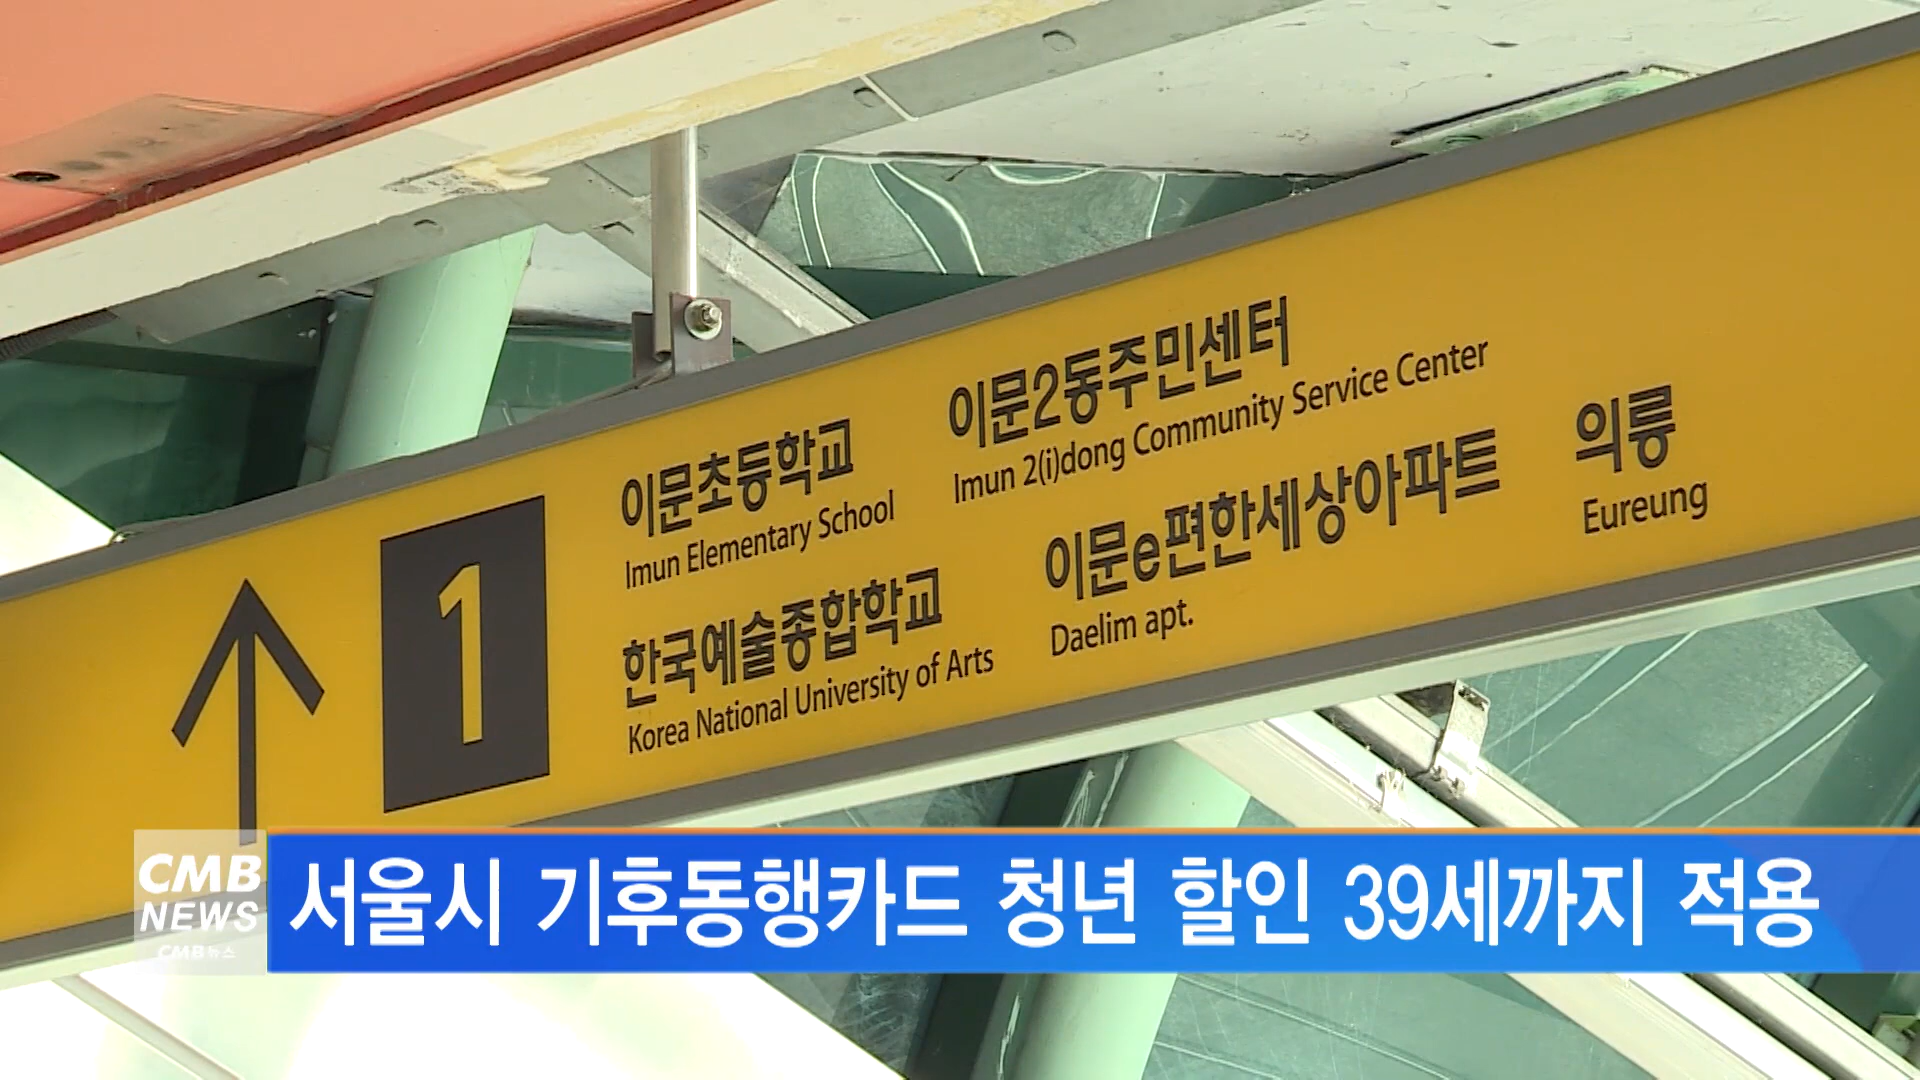 1
이문초등학교
Imun Elementary School
이문2동주민센터
Imun 2(i)dong Community Service Center
한국예술종합학교
Korea National University of Arts
이문e편한세상아파트
Daelim apt.
의릉
Eureung
CMB
NEWS
CMB뉴스
서울시 기후동행카드 청년 할인 39세까지 적용